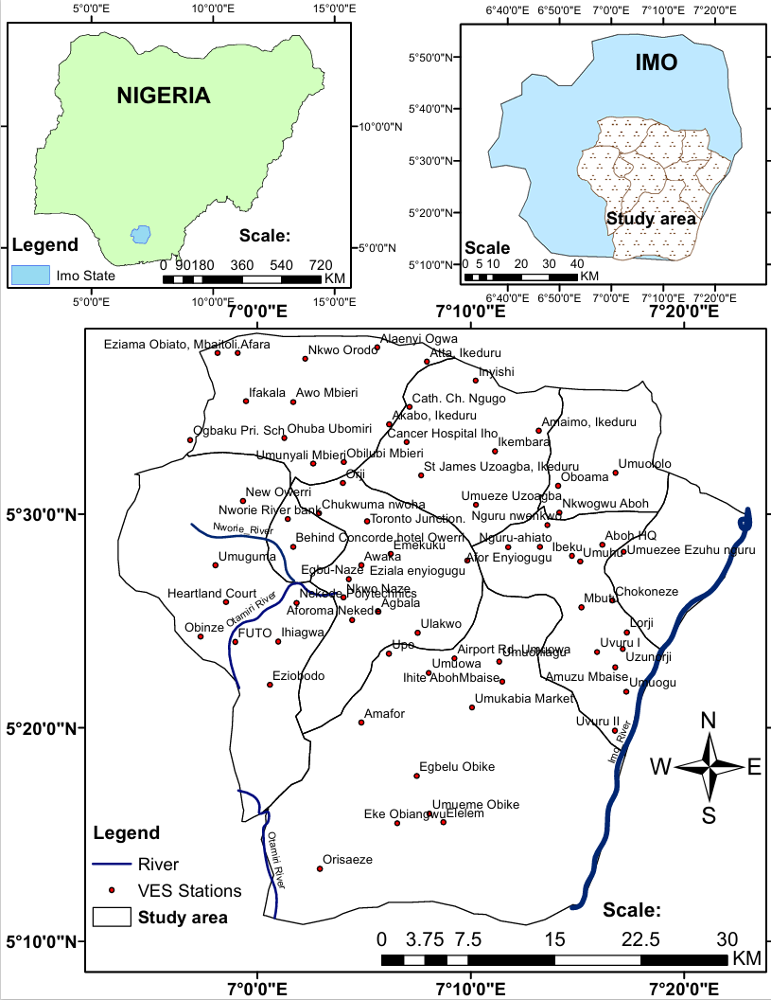 5°0'0"E 10°0'0"E 15°0'0"E
NIGERIA
10°0'0"N
5°0'0"N
Legend
Imo State
Scale:
0 90 180 360 540 720
KM
5°0'0"E 10°0'0"E 15°0'0"E
6°40'0"E 6°50'0"E 7°0'0"E 7°10'0"E 7°20'0"E
IMO
5°50'0"N
5°40'0"N
5°30'0"N
5°20'0"N
5°10'0"N
Study area
Scale
0 5 10 20 30 40
KM
6°40'0"E 6°50'0"E 7°0'0"E 7°10'0"E 7°20'0"E
7°0'0"E 7°10'0"E 7°20'0"E
Eziama Obiato, Mbaitoli
Afara
Nkwo Orodo
Alaenyi Ogwa
Atta, Ikeduru
Inyishi
Ifakala
Awo Mbieri
Cath. Ch. Ngugo
Akabo, Ikeduru
Amaimo, Ikeduru
Ogbaku Pri. Sch
Ohuba Ubomiri
Cancer Hospital Iho
Ikembara
Umunyali Mbieri
Obilubi Mbieri
St James Uzoagba, Ikeduru
Umuololo
Orji
Oboama
New Owerri
Chukwuma nwoha
Umueze Uzoagba
Nkwogwu Aboh
Nworie River bank
Toronto Junction.
Nguru nwenkwo
5°30'0"N
Nworie_River
Behind Concorde hotel Owerri
Nguru-ahiato
Aboh HQ
Emekuku
Ibeku
Umuhu
Umuezee Ezuhu nguru
Umuguma
Awaka
Afor Enyiogugu
Egbu-Naze
Eziala enyiogugu
Heartland Court
Nkwo Naze
Nekede Polytechnics
Mbutu
Chokoneze
Otamiri River
Aforoma Nekede
Agbala
Obinze
FUTO
Ihiagwa
Ulakwo
Lorji
Upo
Airport Rd, Umuowa
Umuohiagu
Uvuru I
Uzunorji
Umuowa
Eziobodo
Ihite AbohMbaise
Amuzu Mbaise
Umuogu
Umukabia Market
Amafor
Uvuru II
5°20'0"N
Imo River
N
W E
S
Egbelu Obike
Umueme Obike
Eke Obiangwu
Elelem
Otamiri River
Orisaeze
Legend
River
VES Stations
Study area
Scale:
0 3.75 7.5 15 22.5 30
KM
5°10'0"N
7°0'0"E 7°10'0"E 7°20'0"E